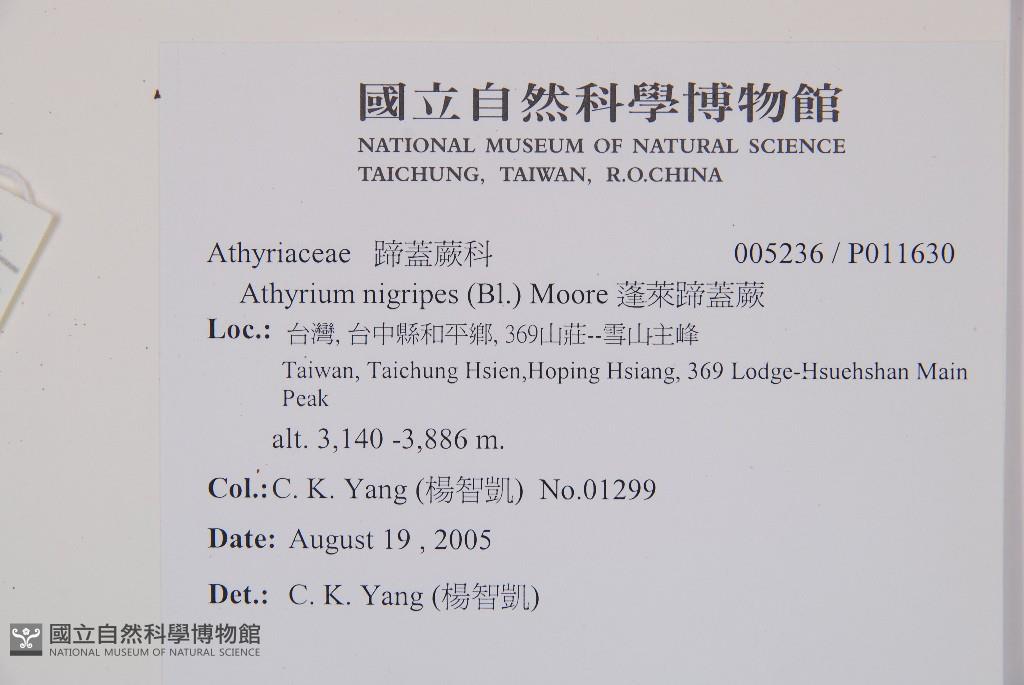 國立自然科學博物館
NATIONAL MUSEUM OF NATURAL SCIENCE
TAICHUNG, TAIWAN, R.O.CHINA
Athyriaceae 蹄蓋蕨科 005236 / P011630
Athyrium nigripes (Bl.) Moore 蓬萊蹄蓋蕨
Loc.: 台灣, 台中縣和平鄉, 369山莊--雪山主峰
Taiwan, Taichung Hsien,Hoping Hsiang, 369 Lodge-Hsuehshan Main
Peak
alt. 3,140 -3,886 m.
Col.: C. K. Yang (楊智凱) No.01299
Date: August 19 , 2005
Det.: C. K. Yang (楊智凱)
國立自然科學博物館
NATIONAL MUSEUM OF NATURAL SCIENCE